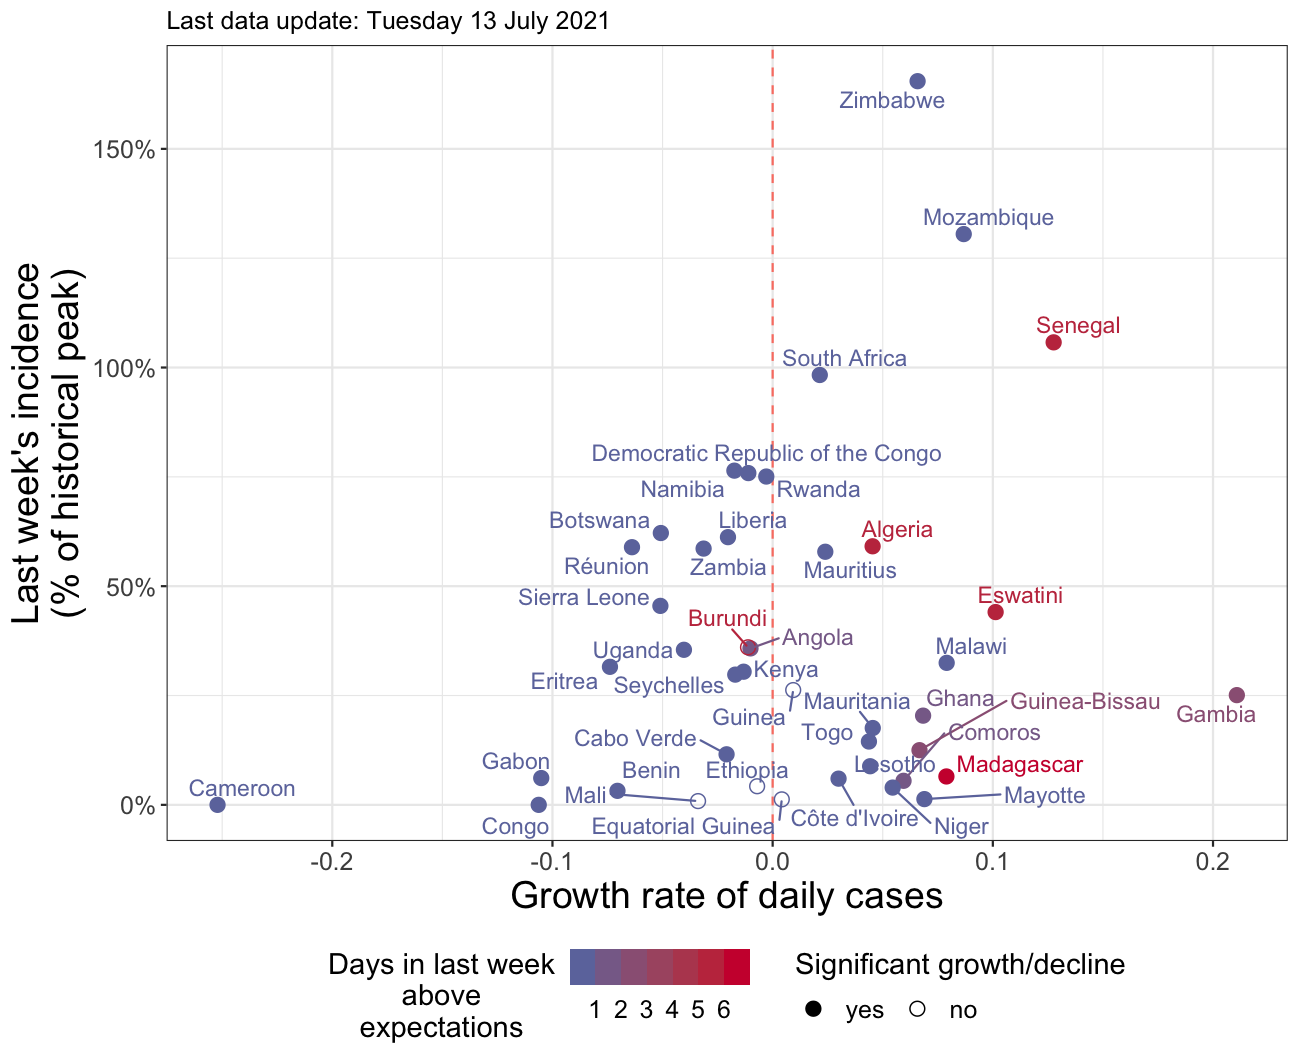 Last data update: Tuesday 13 July 2021
Last week's incidence
(% of historical peak)
150%
100%
50%
0%
Zimbabwe
Mozambique
Senegal
South Africa
Democratic Republic of the Congo
Namibia
Rwanda
Botswana
Liberia
Algeria
Réunion
Zambia
Mauritius
Sierra Leone
Eswatini
Burundi
Angola
Uganda
Malawi
Eritrea
Seychelles
Kenya
Guinea
Mauritania
Ghana
Guinea-Bissau
Gambia
Cabo Verde
Togo
Comoros
Gabon
Benin
Ethiopia
Lesotho
Madagascar
Cameroon
Mali
Mayotte
Congo
Equatorial Guinea
Côte d'Ivoire
Niger
-0.2
-0.1
0.0
0.1
0.2
Growth rate of daily cases
Days in last week
above
expectations
1 2 3 4 5 6
Significant growth/decline
yes
no